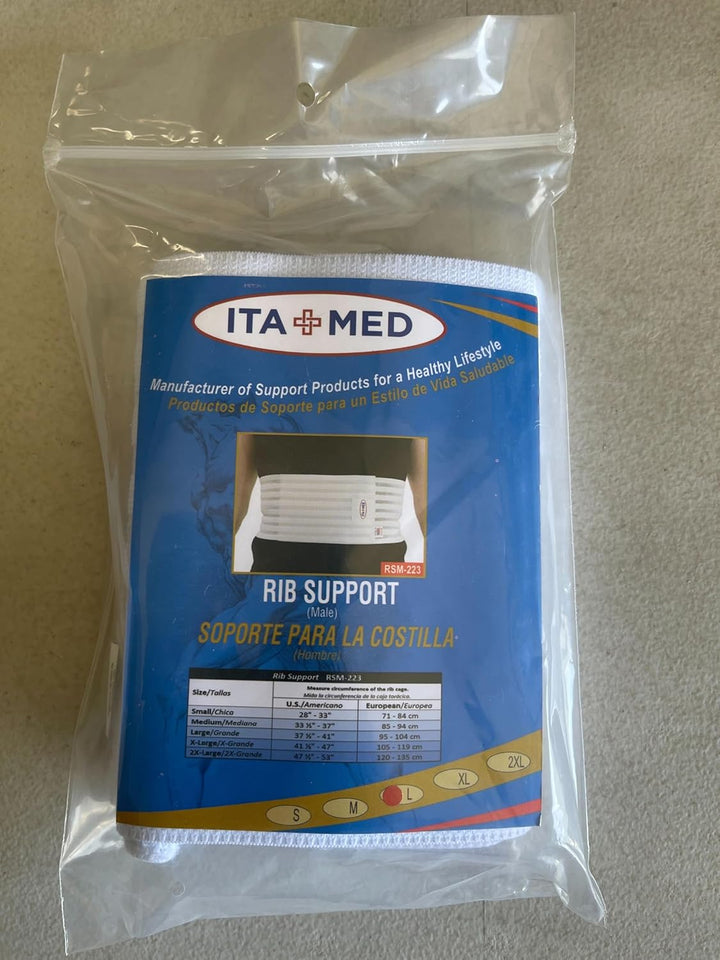 ITA MED
Manufacturer of Support Products for a Healthy Lifestyle
Productos de Soporte para un Estilo de Vida Saludable
ITA-MED
RSM-223
RIB SUPPORT
(Male)
SOPORTE PARA LA COSTILLA
(Hombre)
Rib Support RSM-223
Size/Tallas
Measure circumference of the rib cage.
Mida la circunferencia de la caja torácica.
U.S./Americano European/Europeo
Small/Chica 28" - 33" 71 - 84 cm
Medium/Mediana 33 ½" - 37" 85 - 94 cm
Large/Grande 37 ½" - 41" 95 - 104 cm
X-Large/X-Grande 41 ½" - 47" 105 - 119 cm
2X-Large/2X-Grande 47 ½" - 53" 120 - 135 cm
S M L XL 2XL